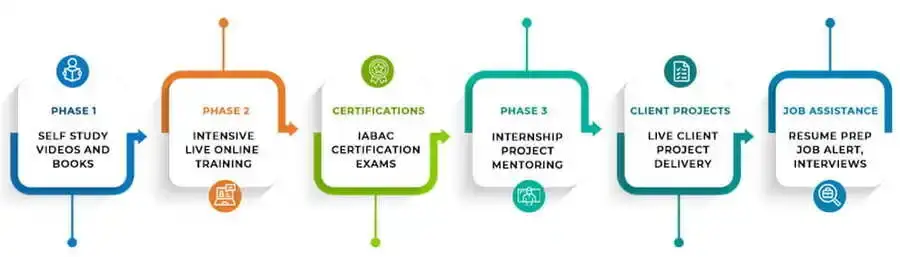 PHASE 1
SELF STUDY
VIDEOS AND
BOOKS
PHASE 2
INTENSIVE
LIVE ONLINE
TRAINING
CERTIFICATIONS
IABAC
CERTIFICATION
EXAMS
PHASE 3
INTERNSHIP
PROJECT
MENTORING
CLIENT PROJECTS
LIVE CLIENT
PROJECT
DELIVERY
JOB ASSISTANCE
RESUME PREP
JOB ALERT,
INTERVIEWS